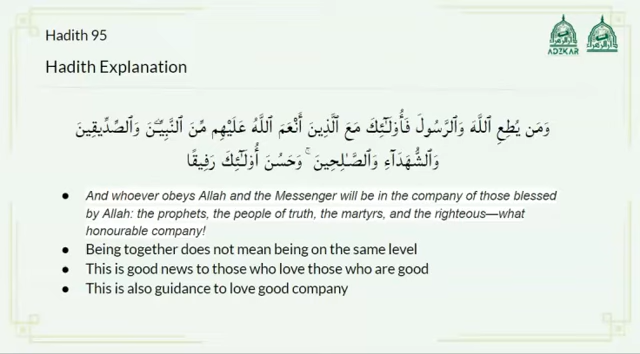 Hadith 95
ADEKAR
Hadith Explanation
وَمَن يُطِعِ ٱللَّهَ وَٱلرَّسُولَ فَأُو۟لَـٰٓئِكَ مَعَ ٱلَّذِينَ أَنْعَمَ ٱللَّهُ عَلَيْهِم مِّنَ ٱلنَّبِيِّـۧنَ وَٱلصِّدِّيقِينَ
وَٱلشُّهَدَآءِ وَٱلصَّـٰلِحِينَ ۚ وَحَسُنَ أُو۟لَـٰٓئِكَ رَفِيقًا
● And whoever obeys Allah and the Messenger will be in the company of those blessed
by Allah: the prophets, the people of truth, the martyrs, and the righteous—what
honourable company!
● Being together does not mean being on the same level
● This is good news to those who love those who are good
● This is also guidance to love good company